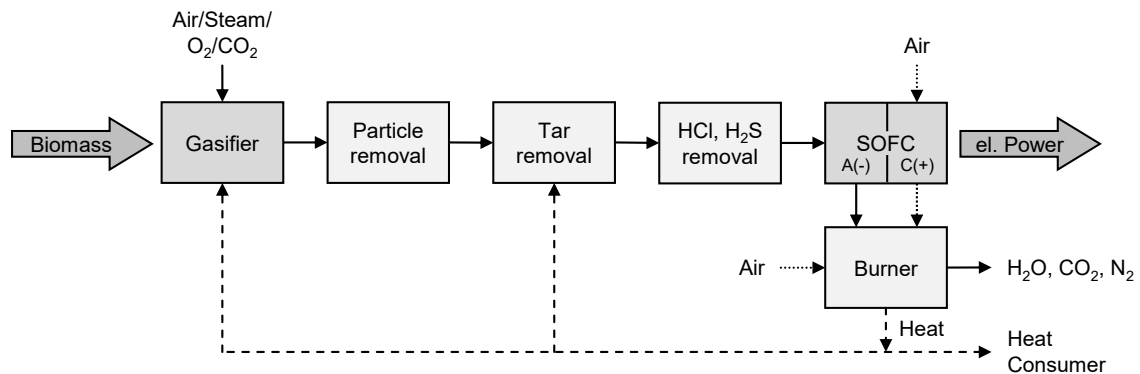 Air/Steam/
O₂/CO₂
Air
Biomass
Gasifier
Particle
removal
Tar
removal
HCl, H₂S
removal
SOFC
A(-) C(+)
el. Power
Air
Burner
H₂O, CO₂, N₂
Heat
Heat
Consumer